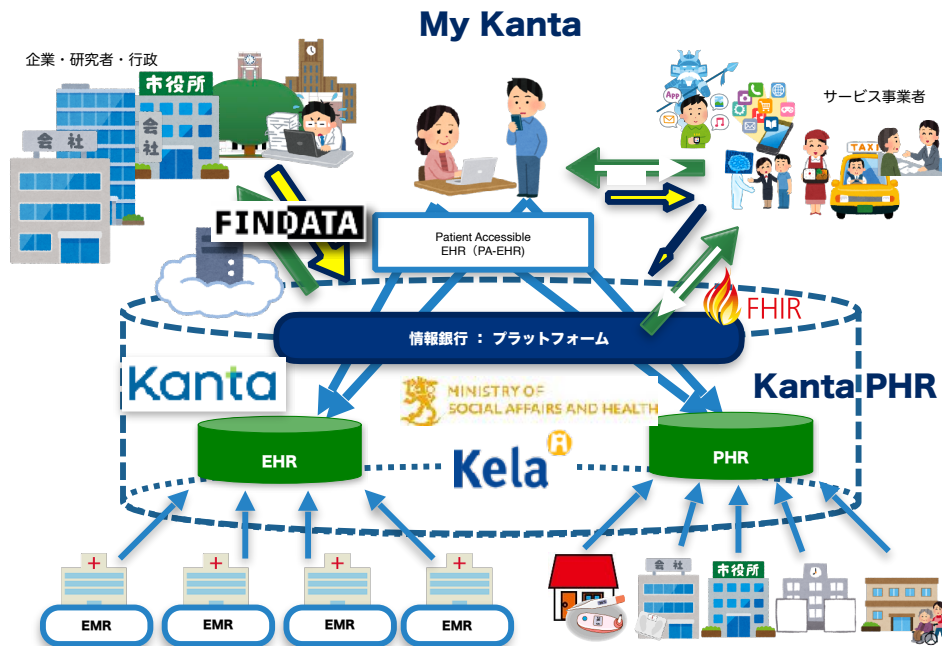 My Kanta
企業・研究者・行政
市役所
会社
会社
App
サービス事業者
TAXI
FINDATA
Patient Accessible
EHR（PA-EHR)
FHIR
情報銀行 ： プラットフォーム
Kanta
MINISTRY OF
SOCIAL AFFAIRS AND HEALTH
Kanta PHR
EHR
Kela
PHR
会社
市役所
EMR
EMR
EMR
EMR